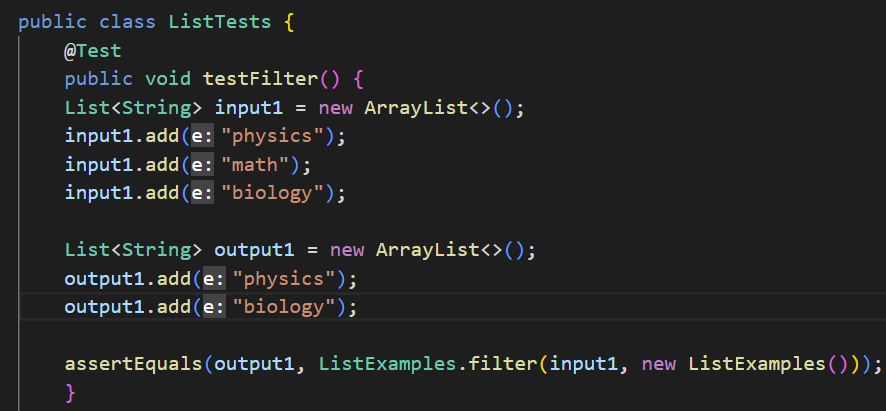 public class ListTests {
@Test
public void testFilter() {
List<String> input1 = new ArrayList<>();
input1.add(e: "physics");
input1.add(e: "math");
input1.add(e: "biology");
List<String> output1 = new ArrayList<>();
output1.add(e: "physics");
output1.add(e: "biology");
assertEquals(output1, ListExamples.filter(input1, new ListExamples()));
}